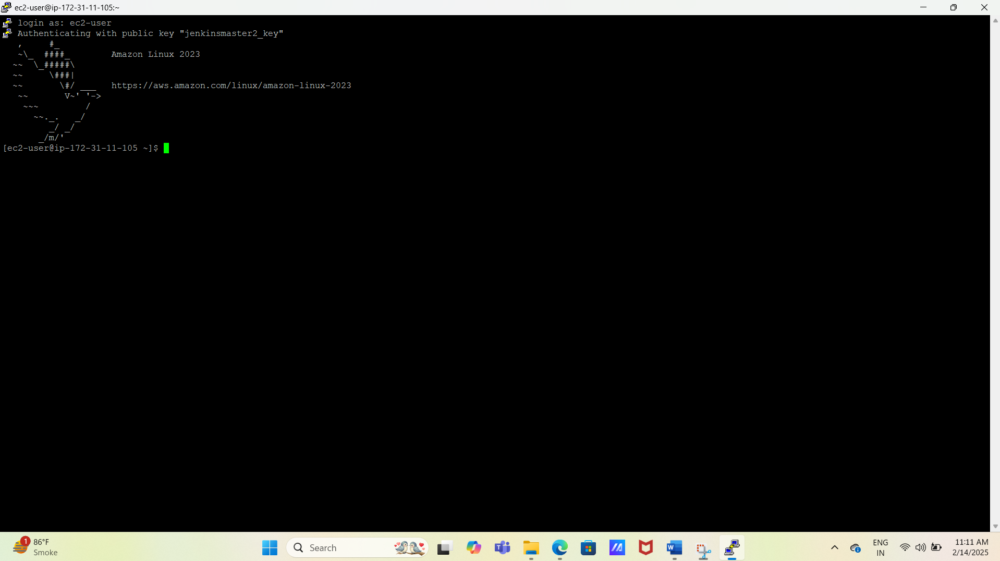 ec2-user@ip-172-31-11-105:~
login as: ec2-user
Authenticating with public key "jenkinsmaster2_key"
   ,     #_
   ~\_  ####_        Amazon Linux 2023
  ~~  \_#####\
  ~~     \###|
  ~~       \#/ ___   https://aws.amazon.com/linux/amazon-linux-2023
   ~~       V~' '->
    ~~~         /
      ~~._.   _/
         _/ _/
       _/m/'
[ec2-user@ip-172-31-11-105 ~]$
1
86°F
Smoke
Search
ENG
IN
11:11 AM
2/14/2025